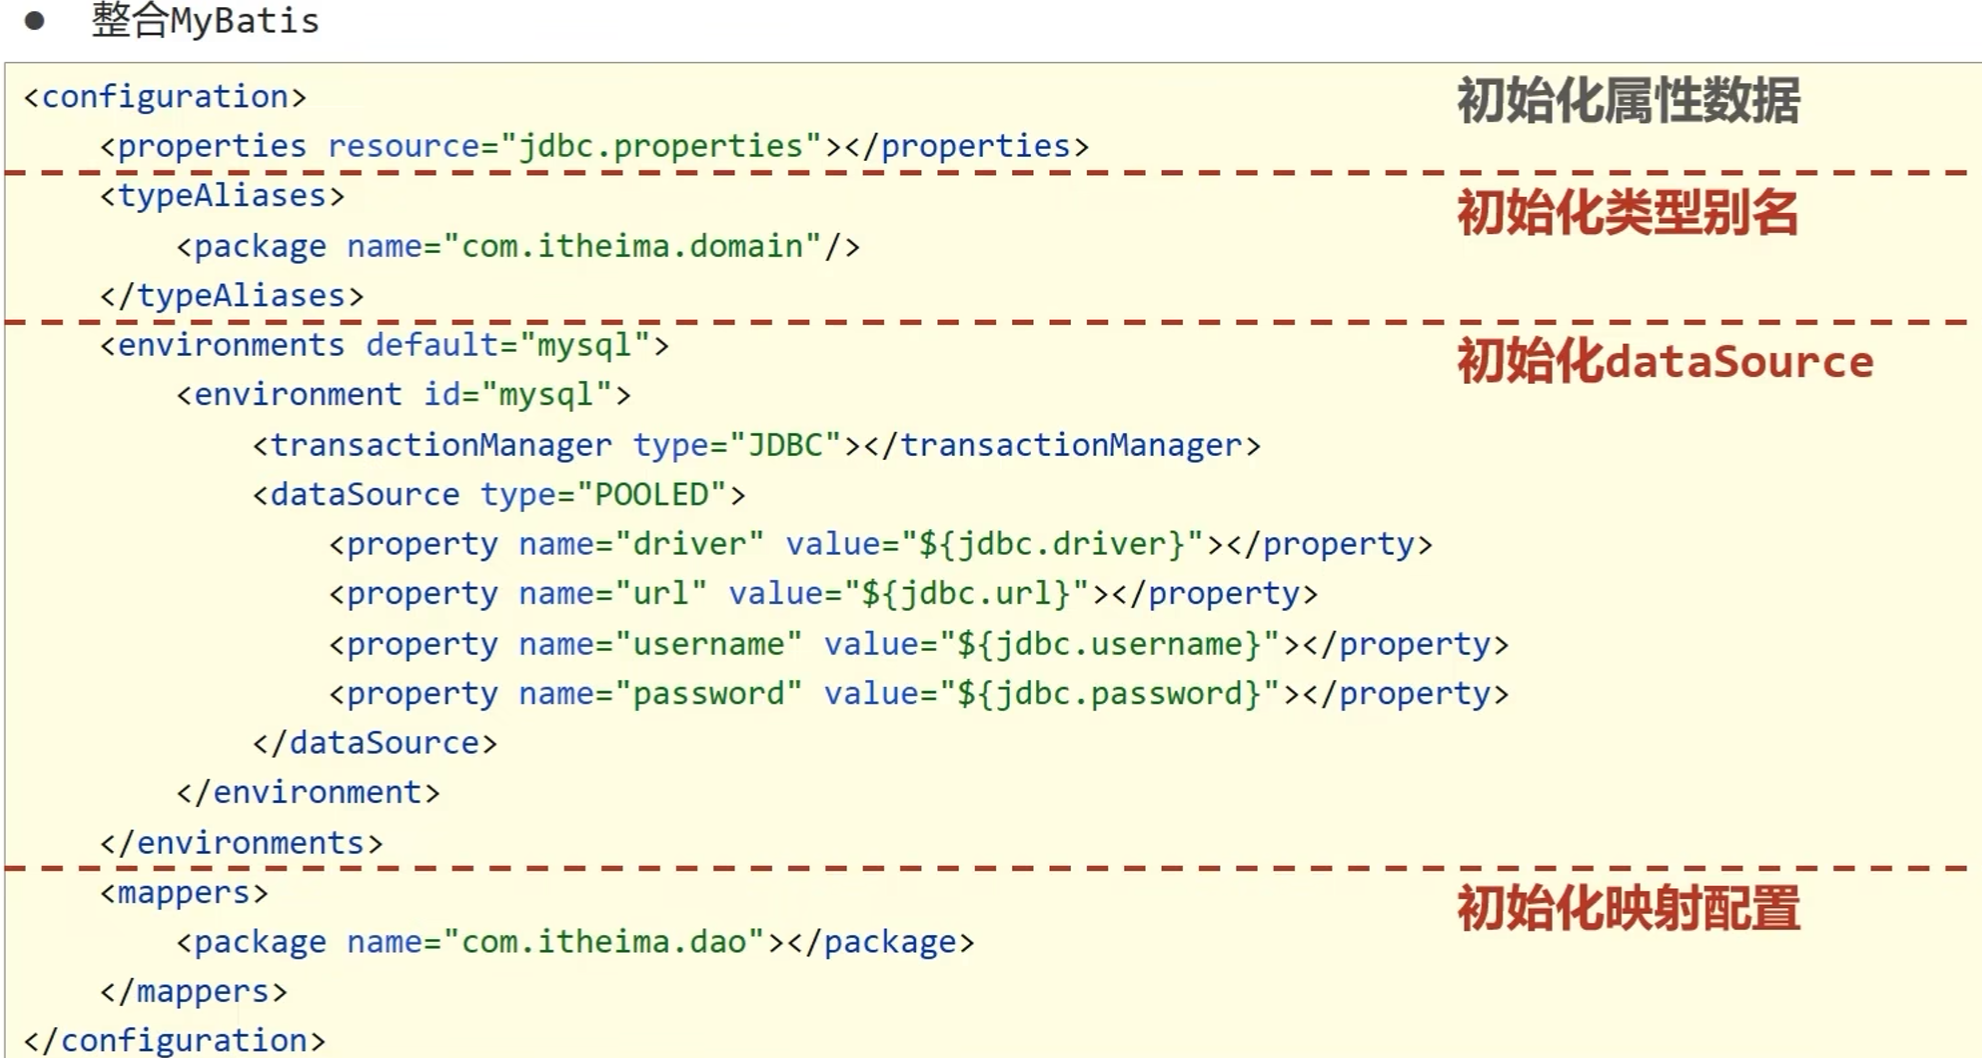 ● 整合MyBatis
<configuration>
初始化属性数据
<properties resource="jdbc.properties"></properties>
<typeAliases>
初始化类型别名
<package name="com.itheima.domain"/>
</typeAliases>
<environments default="mysql">
初始化dataSource
<environment id="mysql">
<transactionManager type="JDBC"></transactionManager>
<dataSource type="POOLED">
<property name="driver" value="${jdbc.driver}"></property>
<property name="url" value="${jdbc.url}"></property>
<property name="username" value="${jdbc.username}"></property>
<property name="password" value="${jdbc.password}"></property>
</dataSource>
</environment>
</environments>
<mappers>
初始化映射配置
<package name="com.itheima.dao"></package>
</mappers>
</configuration>